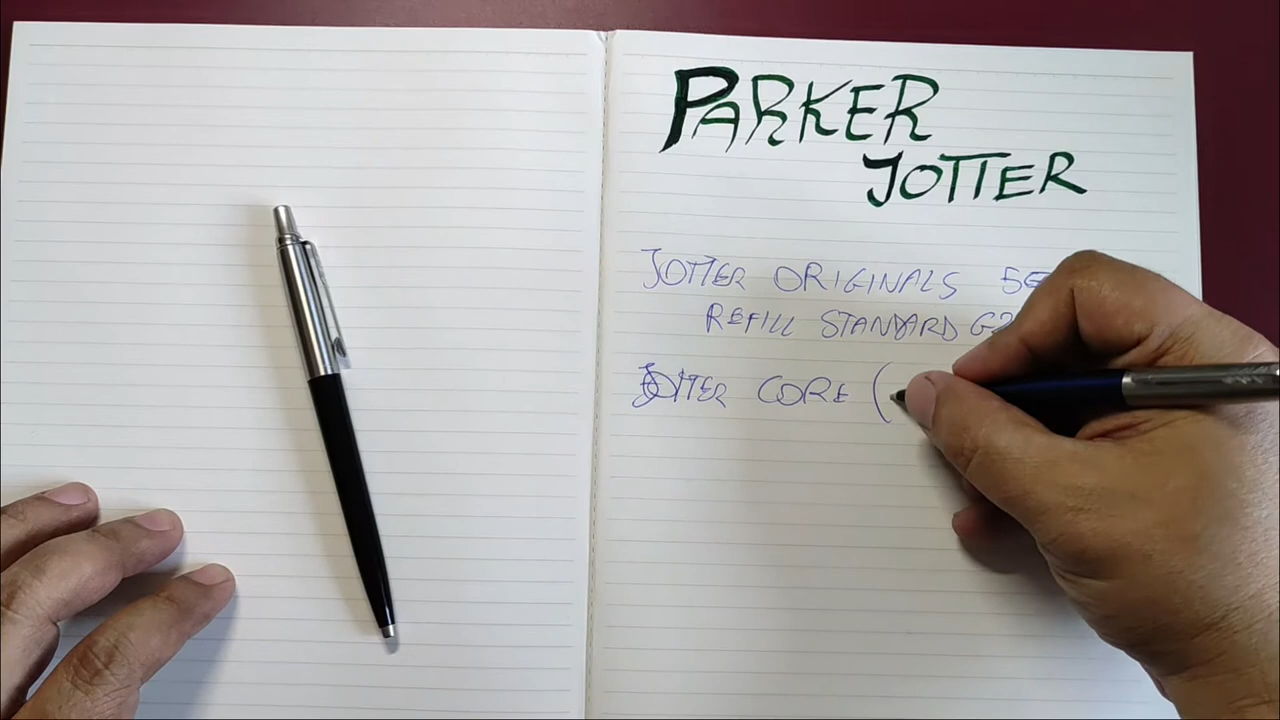 PARKER
JOTTER
JOTTER ORIGINALS
REFILL STANDARD
JOTTER CORE (